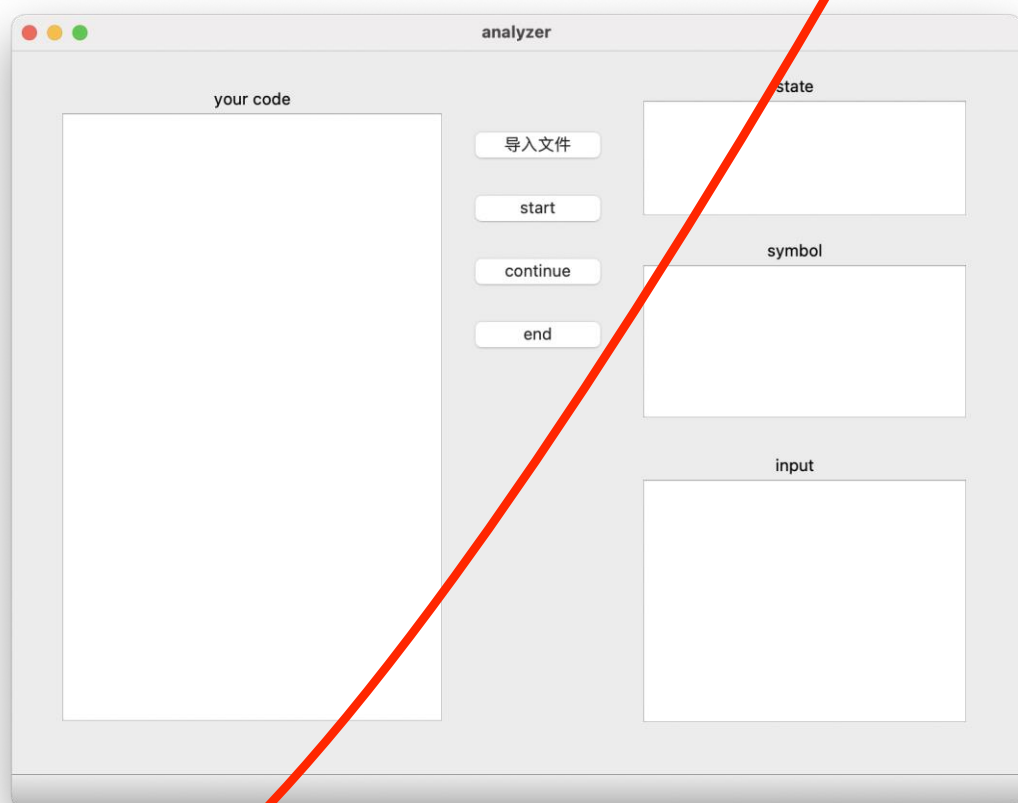 analyzer
your code
导入文件
start
continue
end
state
symbol
input